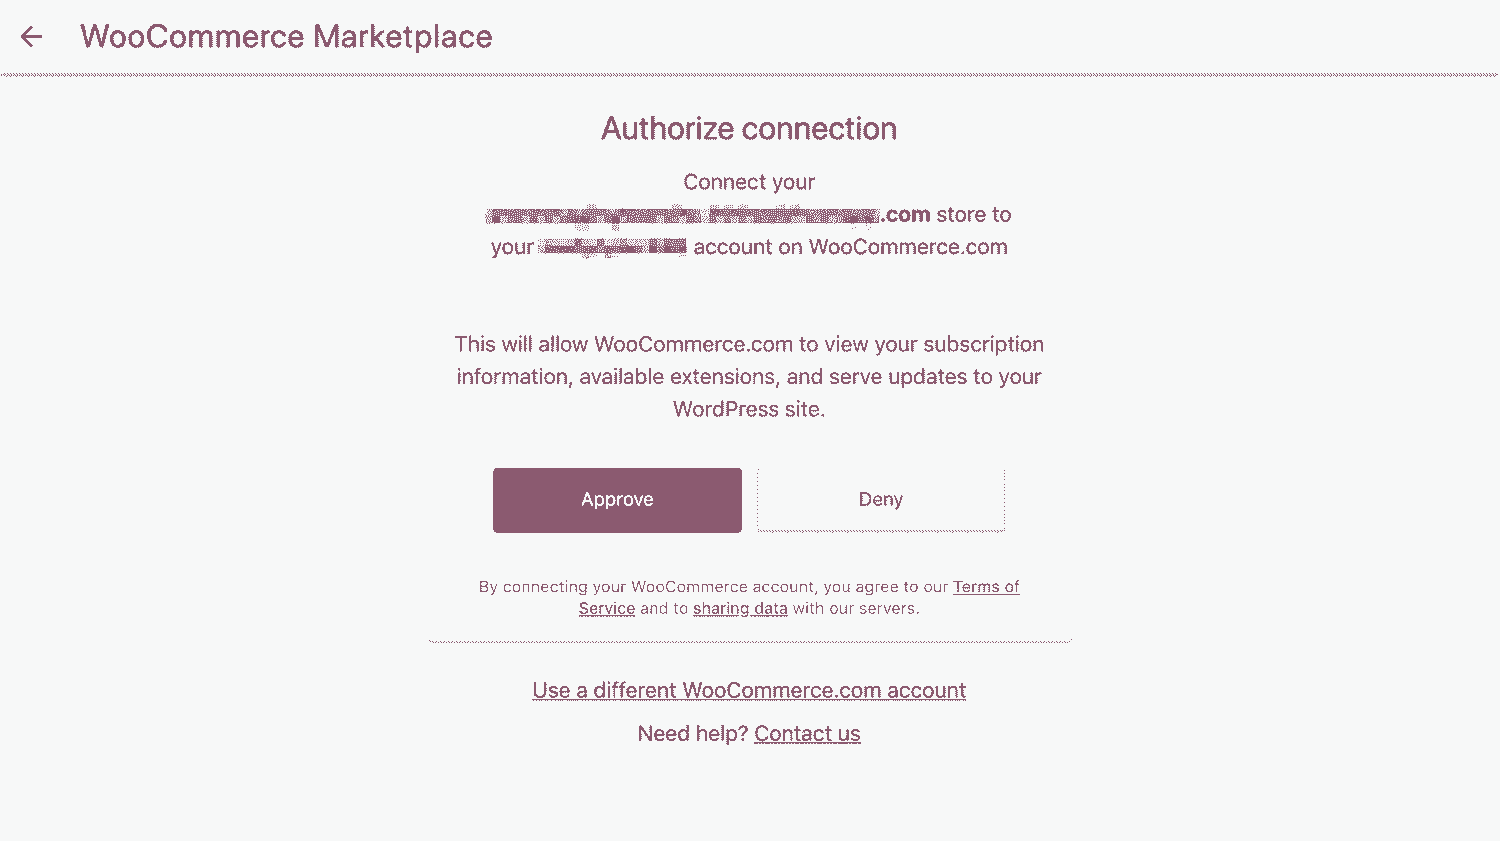 WooCommerce Marketplace
Authorize connection
Connect your
.com store to
your account on WooCommerce.com
This will allow WooCommerce.com to view your subscription
information, available extensions, and serve updates to your
WordPress site.
Approve
Deny
By connecting your WooCommerce account, you agree to our Terms of
Service and to sharing data with our servers.
Use a different WooCommerce.com account
Need help? Contact us